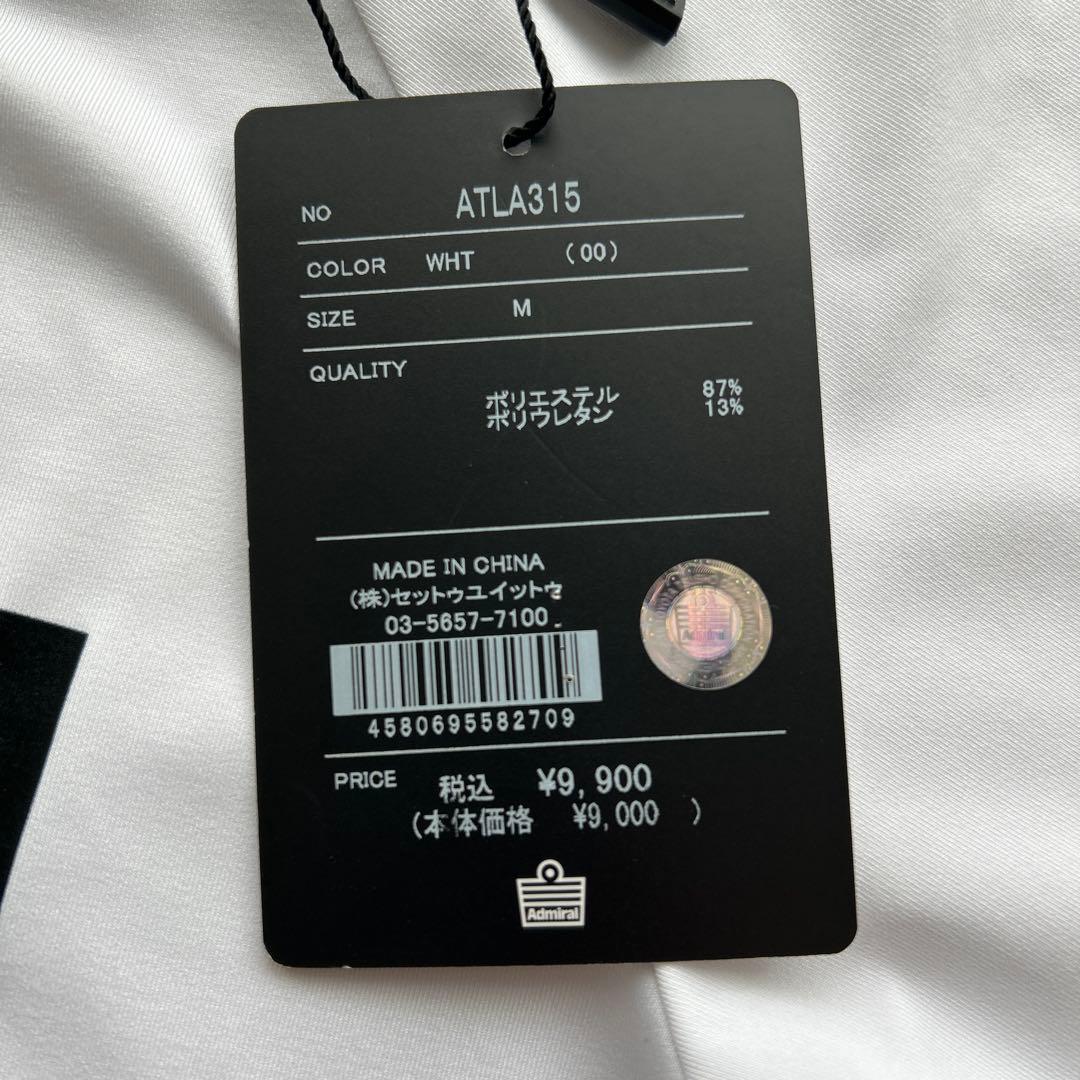 NO ATLA315
COLOR WHT (00)
SIZE M
QUALITY
ポリエステル 87%
ポリウレタン 13%
MADE IN CHINA
(株)セットゥユイットゥ
03-5657-7100
4580695582709
PRICE 税込 ¥9,900
(本体価格 ¥9,000 )
Admiral
Admiral